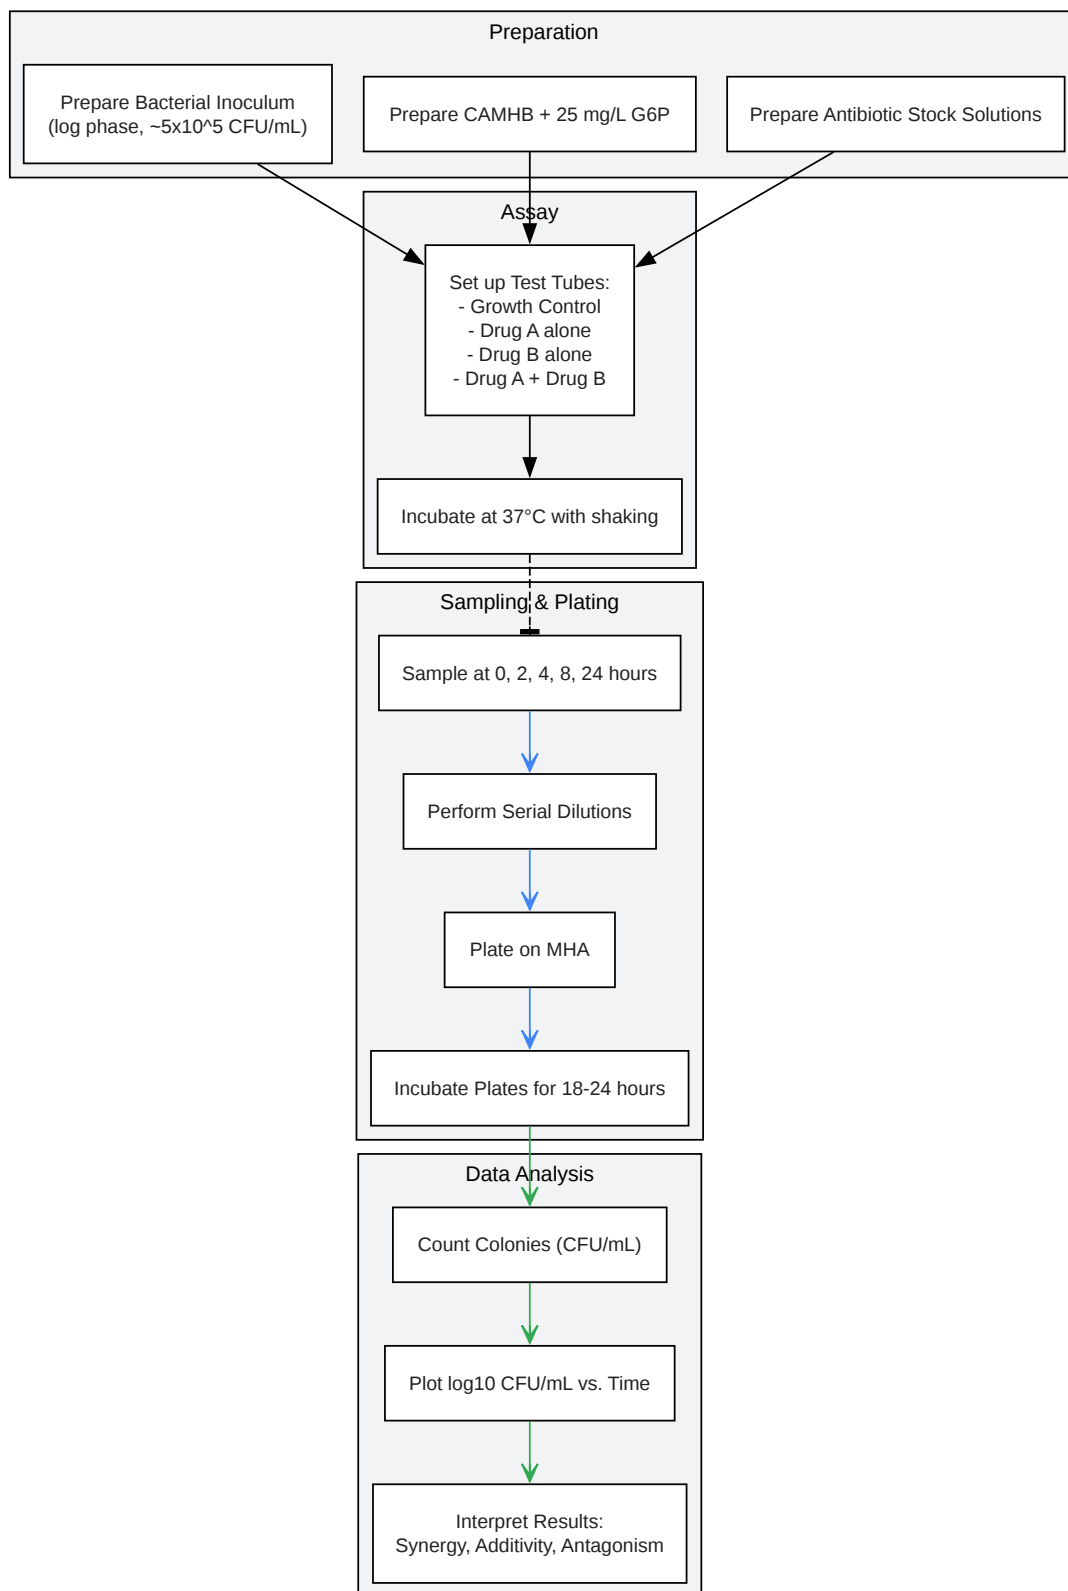 Preparation
Prepare Bacterial Inoculum
(log phase, ~5x10^5 CFU/mL)
Prepare CAMHB + 25 mg/L G6P
Prepare Antibiotic Stock Solutions
Assay
Set up Test Tubes:
- Growth Control
- Drug A alone
- Drug B alone
- Drug A + Drug B
Incubate at 37°C with shaking
Sampling & Plating
Sample at 0, 2, 4, 8, 24 hours
Perform Serial Dilutions
Plate on MHA
Incubate Plates for 18-24 hours
Data Analysis
Count Colonies (CFU/mL)
Plot log10 CFU/mL vs. Time
Interpret Results:
Synergy, Additivity, Antagonism